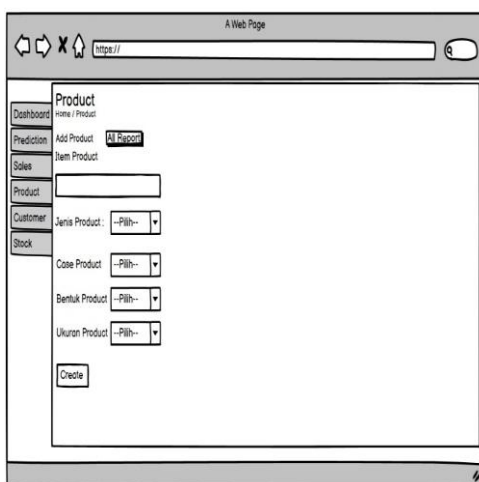 A Web Page
https://
Dashboard
Prediction
Sales
Product
Customer
Stock
Product
Home / Product
Add Product All Report
Item Product
Jenis Product : --Pilih--
Case Product --Pilih--
Bentuk Product --Pilih--
Ukuran Product --Pilih--
Create